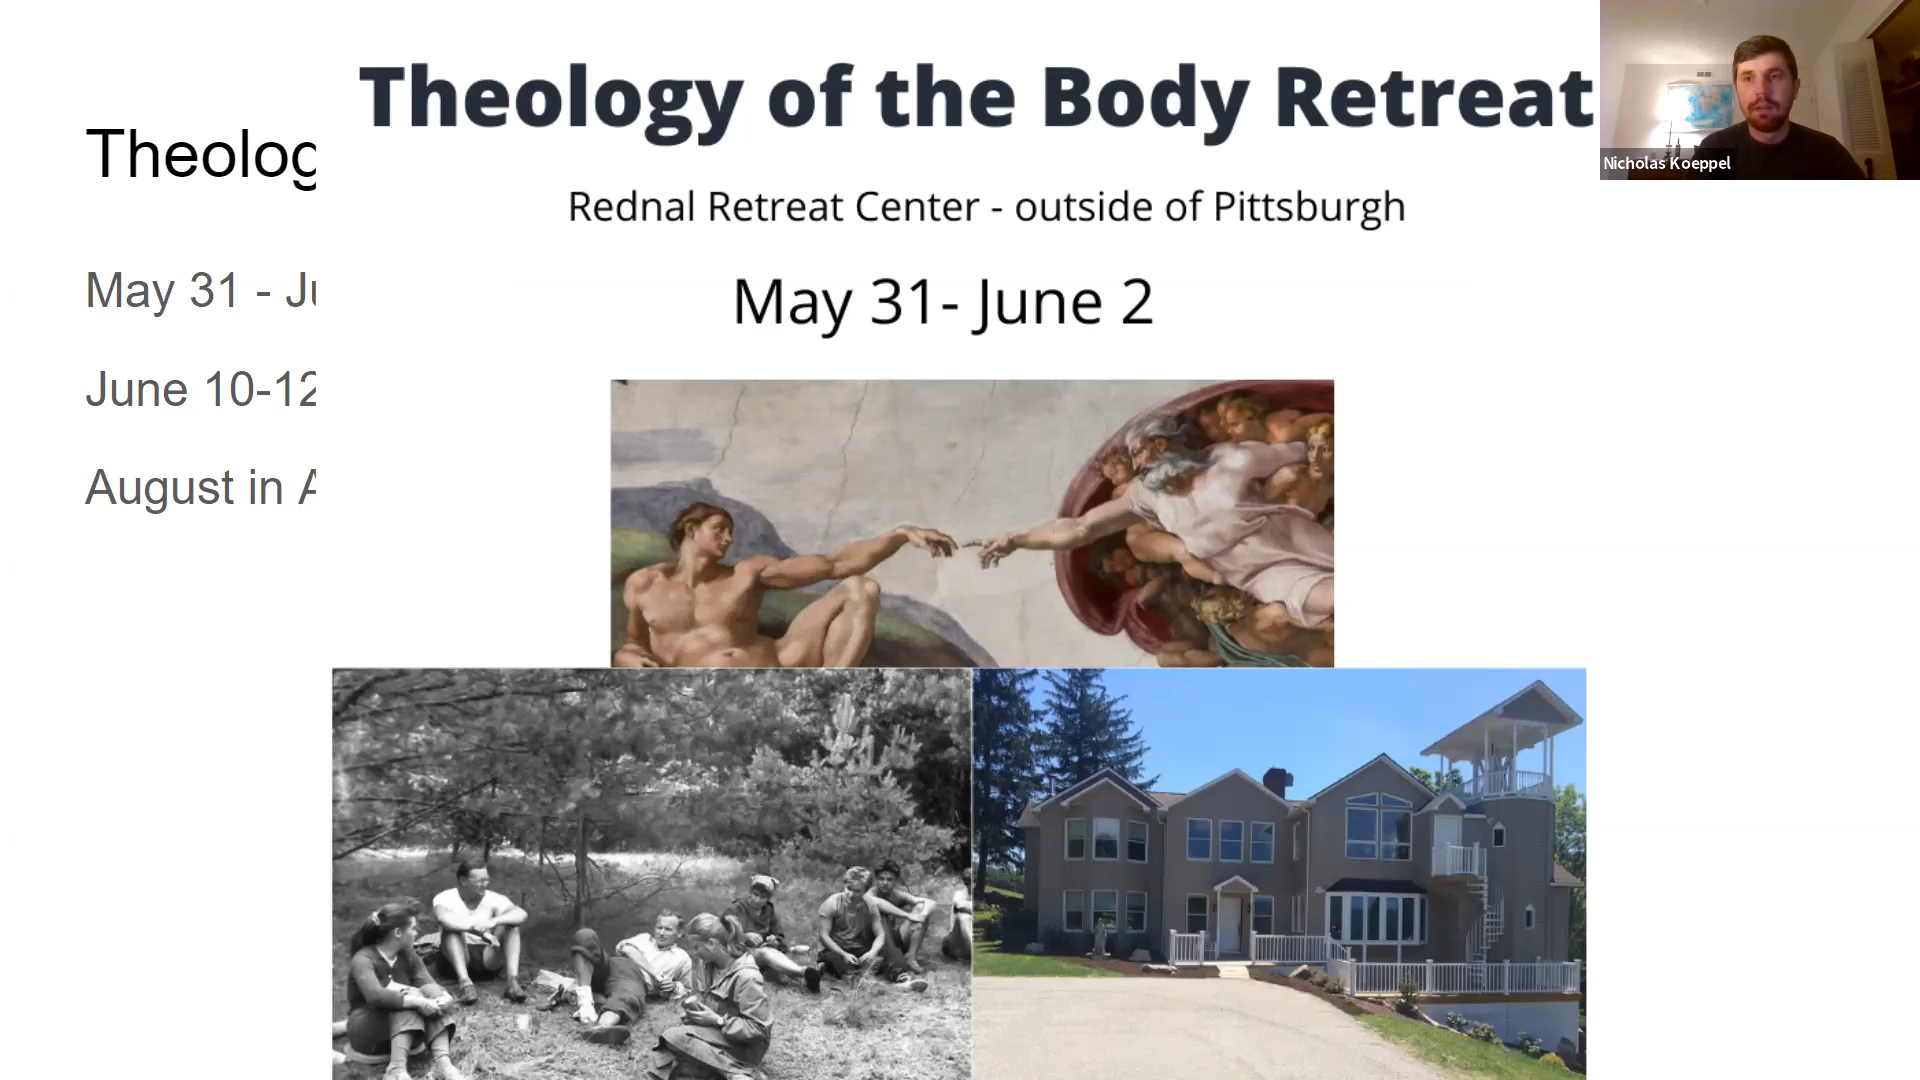 Theology of the Body Retreat
Rednal Retreat Center - outside of Pittsburgh
May 31- June 2
Theolog
May 31 - Ju
June 10-12
August in A
Nicholas Koeppel